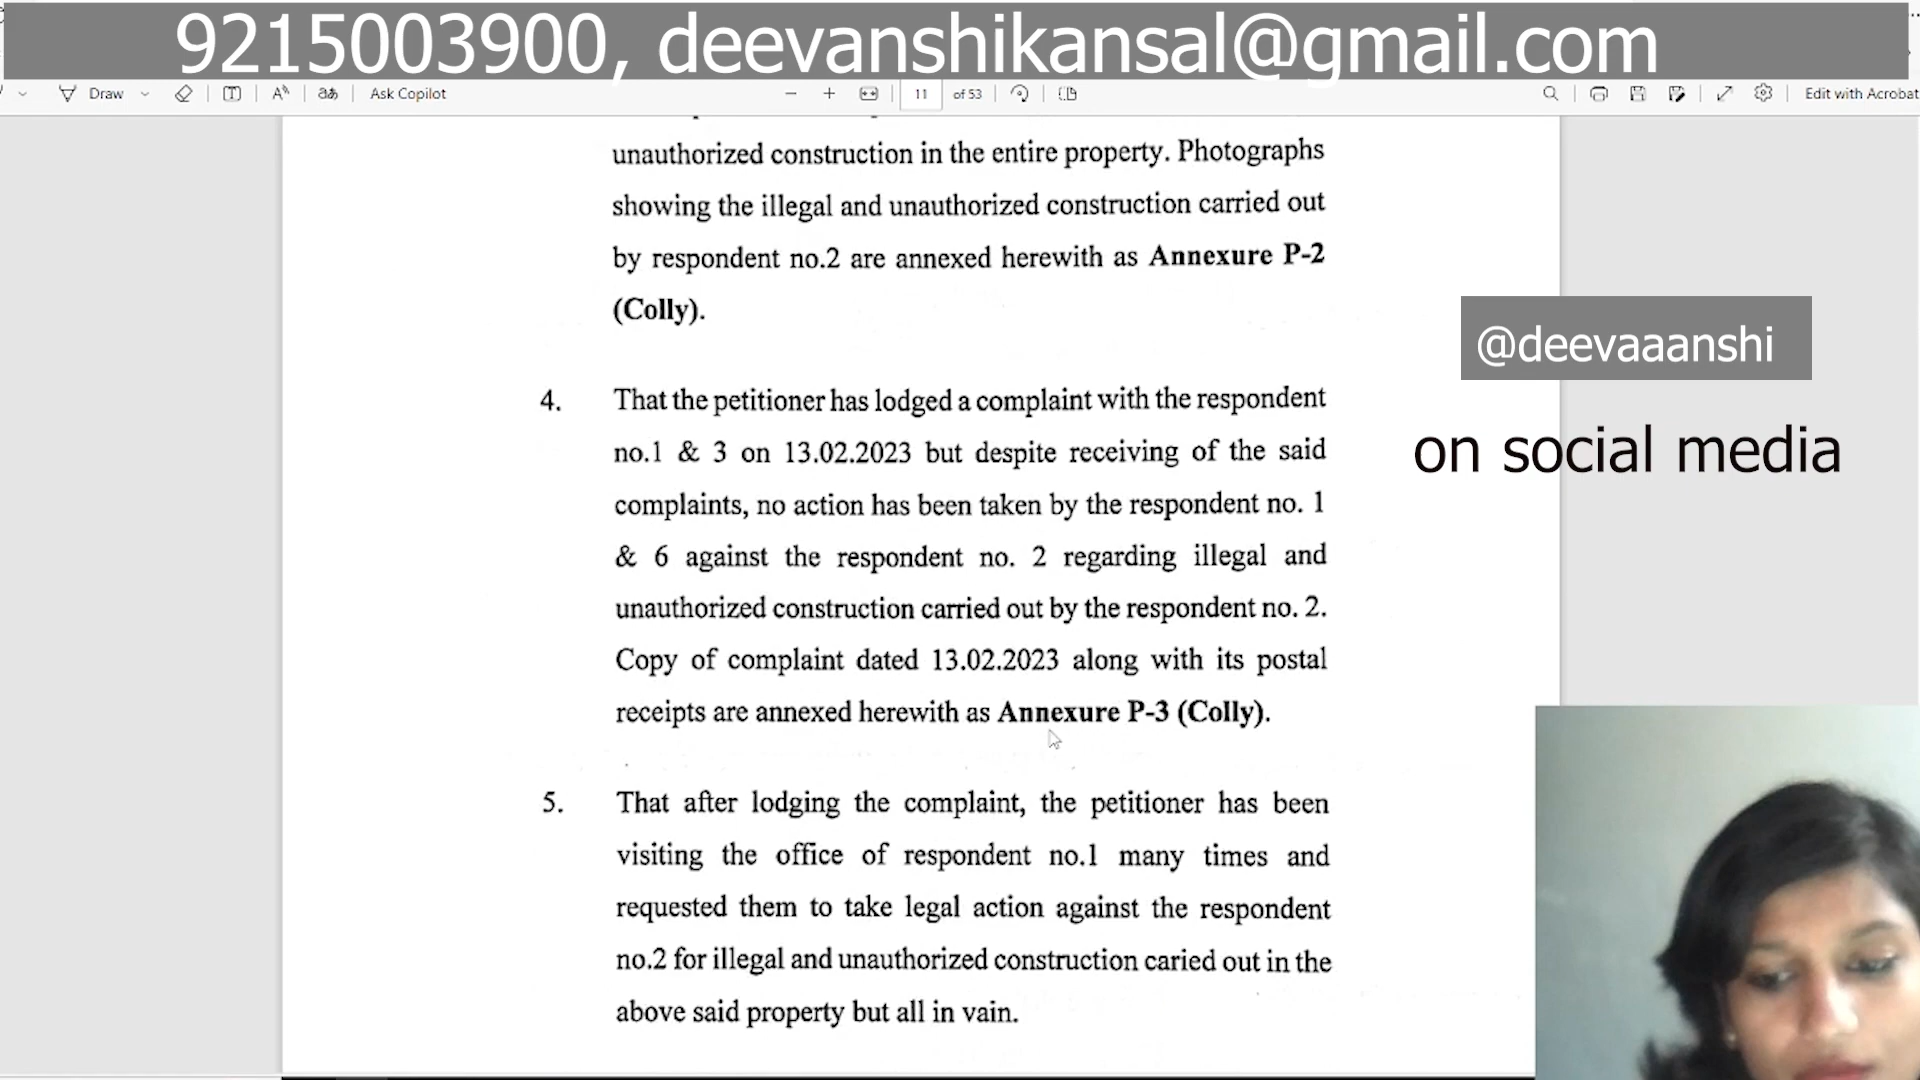 9215003900, deevanshikansal@gmail.com
Draw
Ask Copilot
11 of 53
Edit with Acrobat
unauthorized construction in the entire property. Photographs
showing the illegal and unauthorized construction carried out
by respondent no.2 are annexed herewith as Annexure P-2
(Colly).
@deevaaanshi
on social media
4. That the petitioner has lodged a complaint with the respondent
no.1 & 3 on 13.02.2023 but despite receiving of the said
complaints, no action has been taken by the respondent no. 1
& 6 against the respondent no. 2 regarding illegal and
unauthorized construction carried out by the respondent no. 2.
Copy of complaint dated 13.02.2023 along with its postal
receipts are annexed herewith as Annexure P-3 (Colly).
5. That after lodging the complaint, the petitioner has been
visiting the office of respondent no.1 many times and
requested them to take legal action against the respondent
no.2 for illegal and unauthorized construction caried out in the
above said property but all in vain.